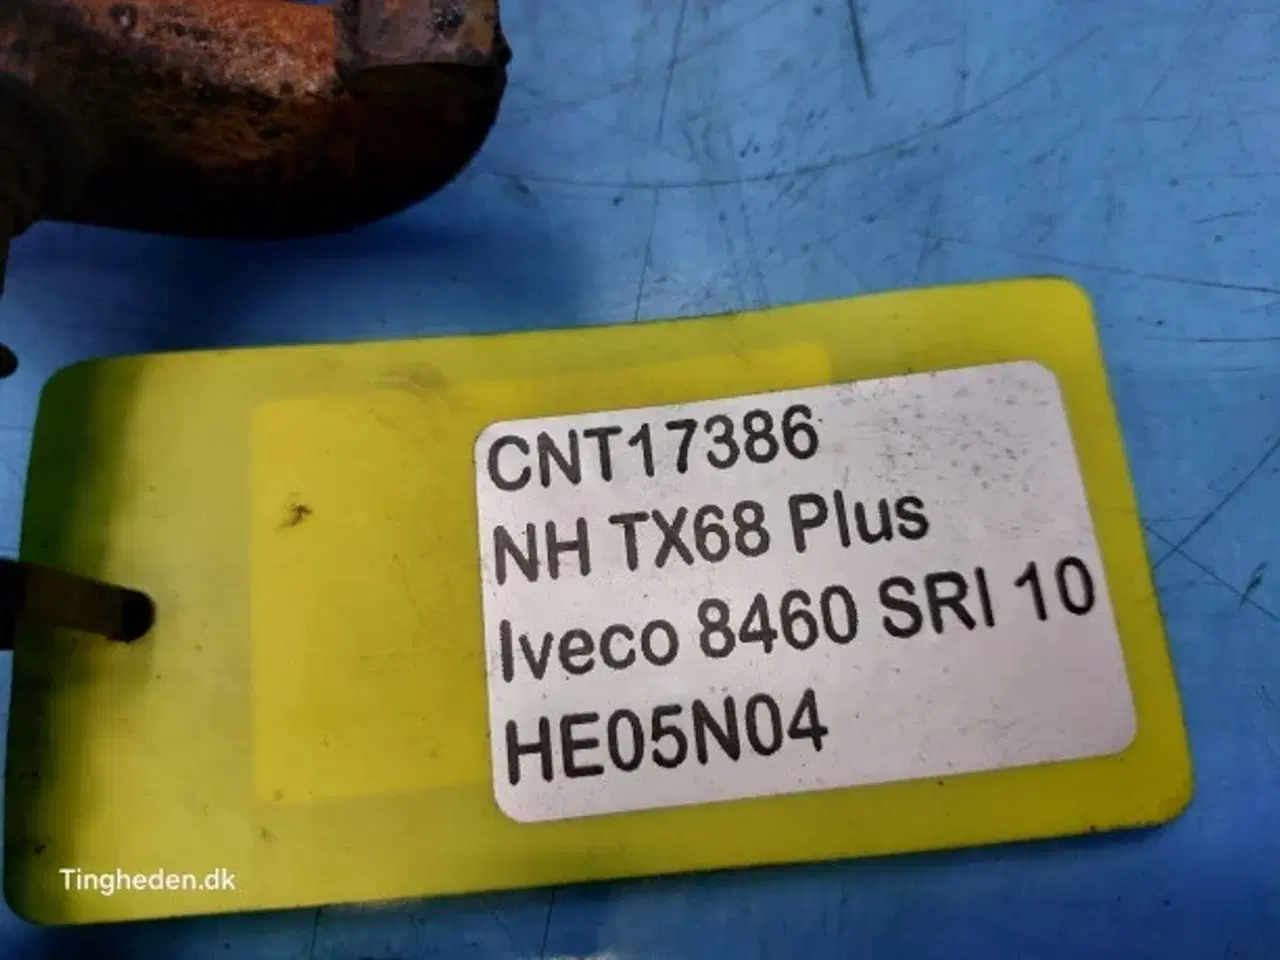 CNT17386
NH TX68 Plus
Iveco 8460 SRI 10
HE05N04
Tingheden.dk